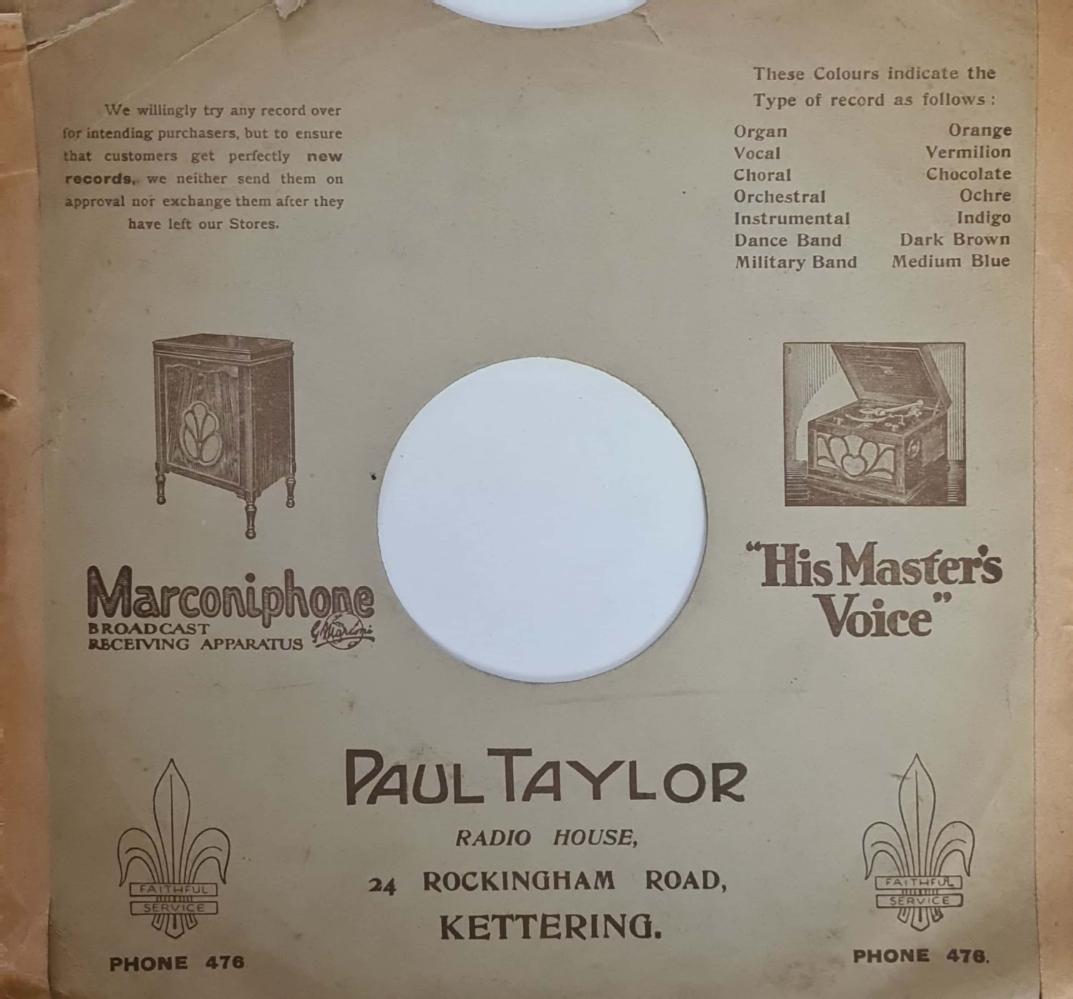 We willingly try any record over
for intending purchasers, but to ensure
that customers get perfectly new
records, we neither send them on
approval nor exchange them after they
have left our Stores.
These Colours indicate the
Type of record as follows :
Organ Orange
Vocal Vermilion
Choral Chocolate
Orchestral Ochre
Instrumental Indigo
Dance Band Dark Brown
Military Band Medium Blue
Marconiphone
BROADCAST
RECEIVING APPARATUS
G Marconi
"His Master's
Voice"
PAUL TAYLOR
RADIO HOUSE,
24 ROCKINGHAM ROAD,
KETTERING.
FAITHFUL
SERVICE
PHONE 476
FAITHFUL
SERVICE
PHONE 476.